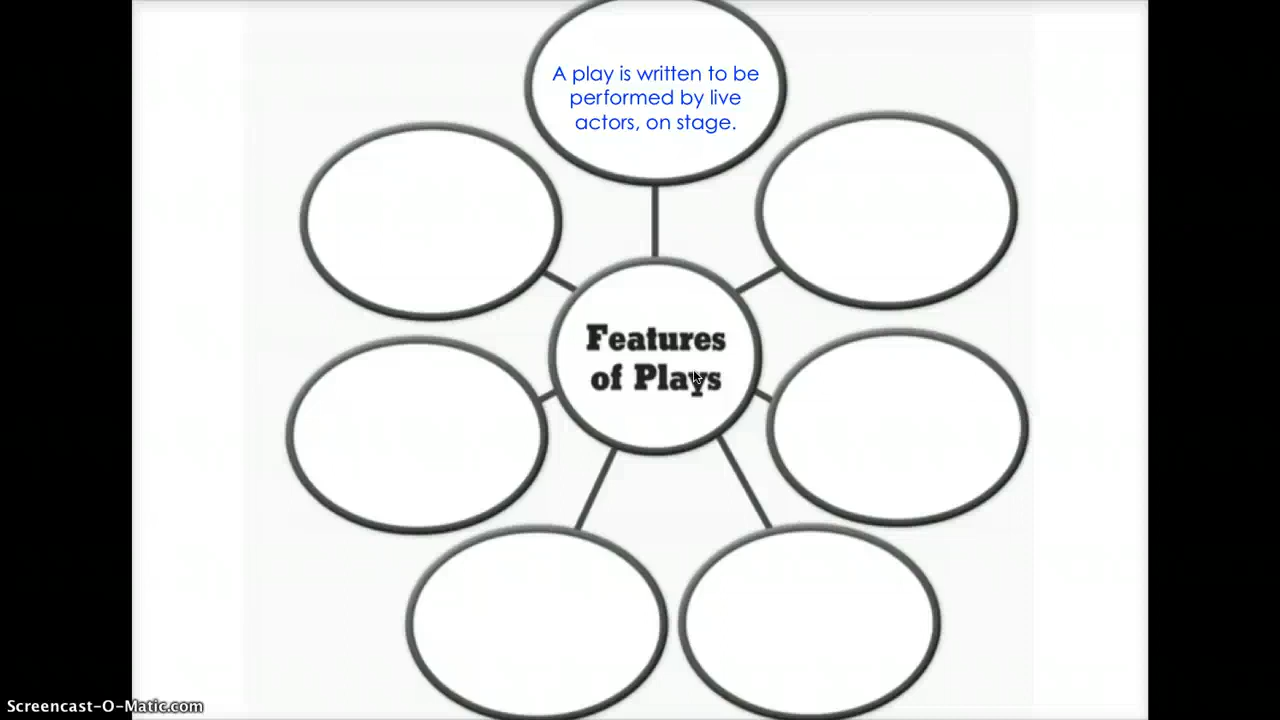 A play is written to be
performed by live
actors, on stage.
Features
of Plays
Screencast-O-Matic.com